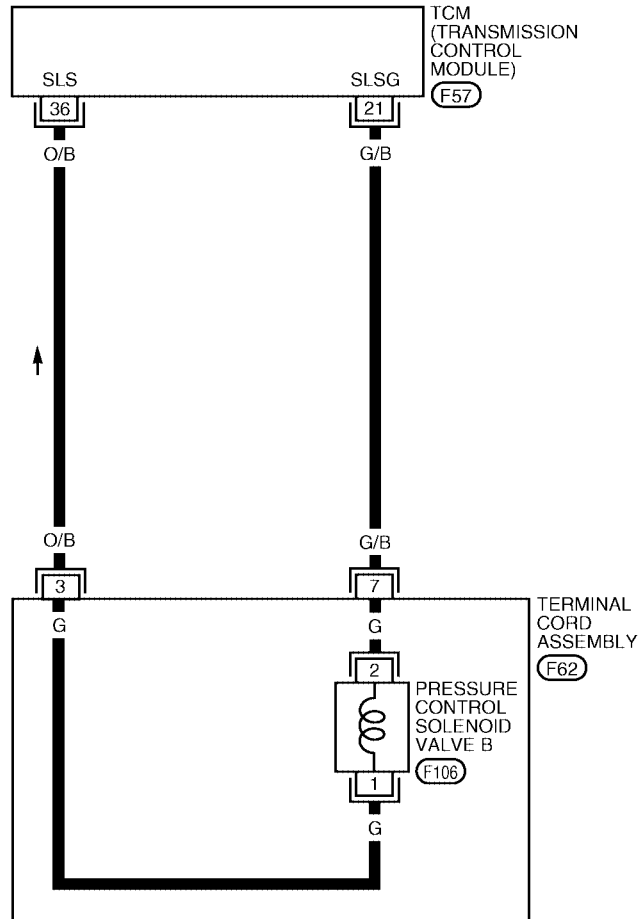 TCM
(TRANSMISSION
CONTROL
MODULE)
F57
SLS
SLSG
36
21
O/B
G/B
O/B
G/B
3
7
G
G
TERMINAL
CORD
ASSEMBLY
F62
2
PRESSURE
CONTROL
SOLENOID
VALVE B
F106
1
G